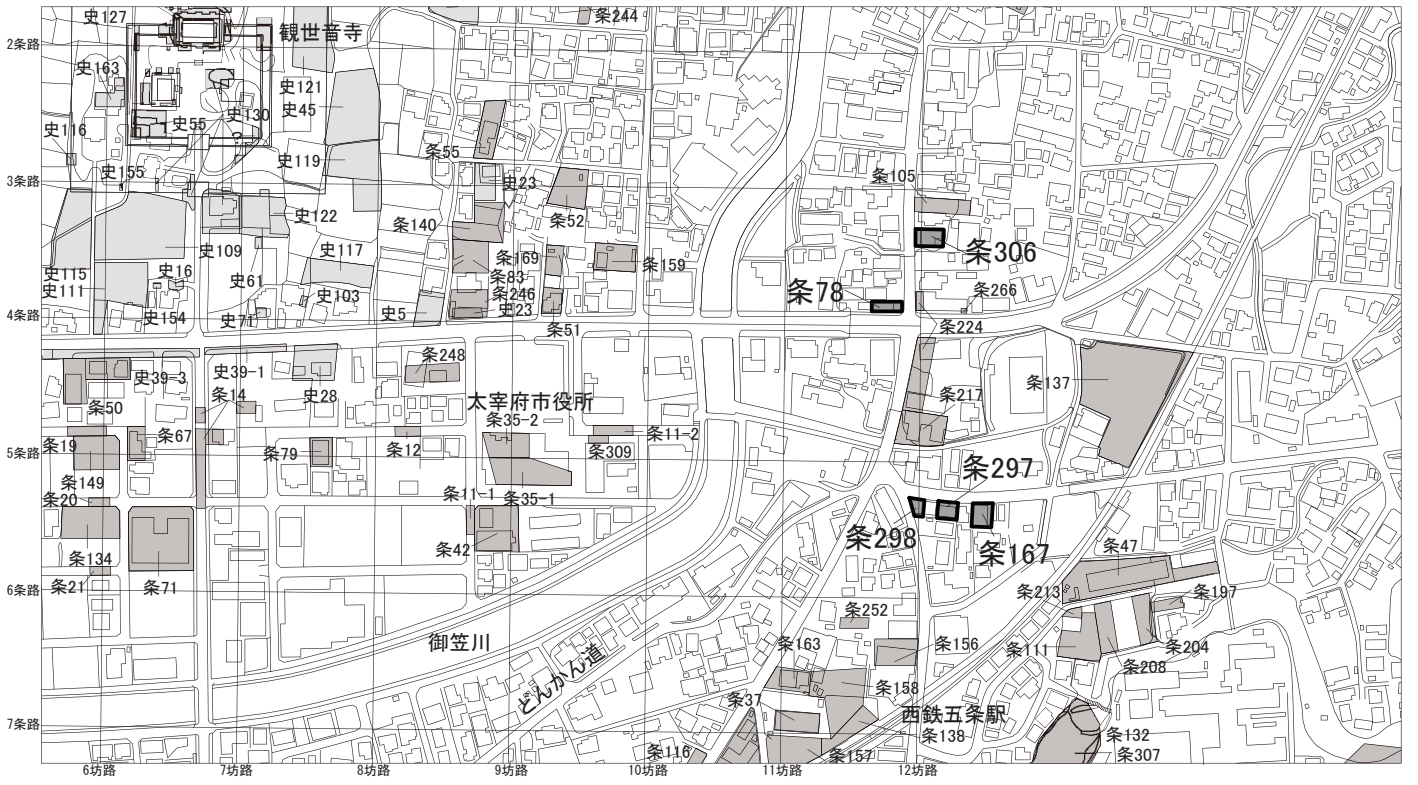 史127
条244
観世音寺
2条路
史163
史121
史45
史130
史55
史116
条55
史119
史155
3条路
史23
条105
史122
条52
条140
条306
史109
史117
条169
条159
史115
史16
史61
条83
史111
史103
条246
条78
条266
史154
史71
史5
史23
4条路
条51
条224
条248
史39-3
史39-1
条137
条14
史28
太宰府市役所
条217
条50
条35-2
条67
条11-2
条19
条79
条12
条309
5条路
条297
条149
条20
条11-1
条35-1
条298
条42
条167
条134
条47
条21
条71
6条路
条213
条197
条252
御笠川
条163
条156
条111
条204
条208
どんかん道
条37
条158
西鉄五条駅
7条路
条138
条132
条116
条157
条307
6坊路
7坊路
8坊路
9坊路
10坊路
11坊路
12坊路